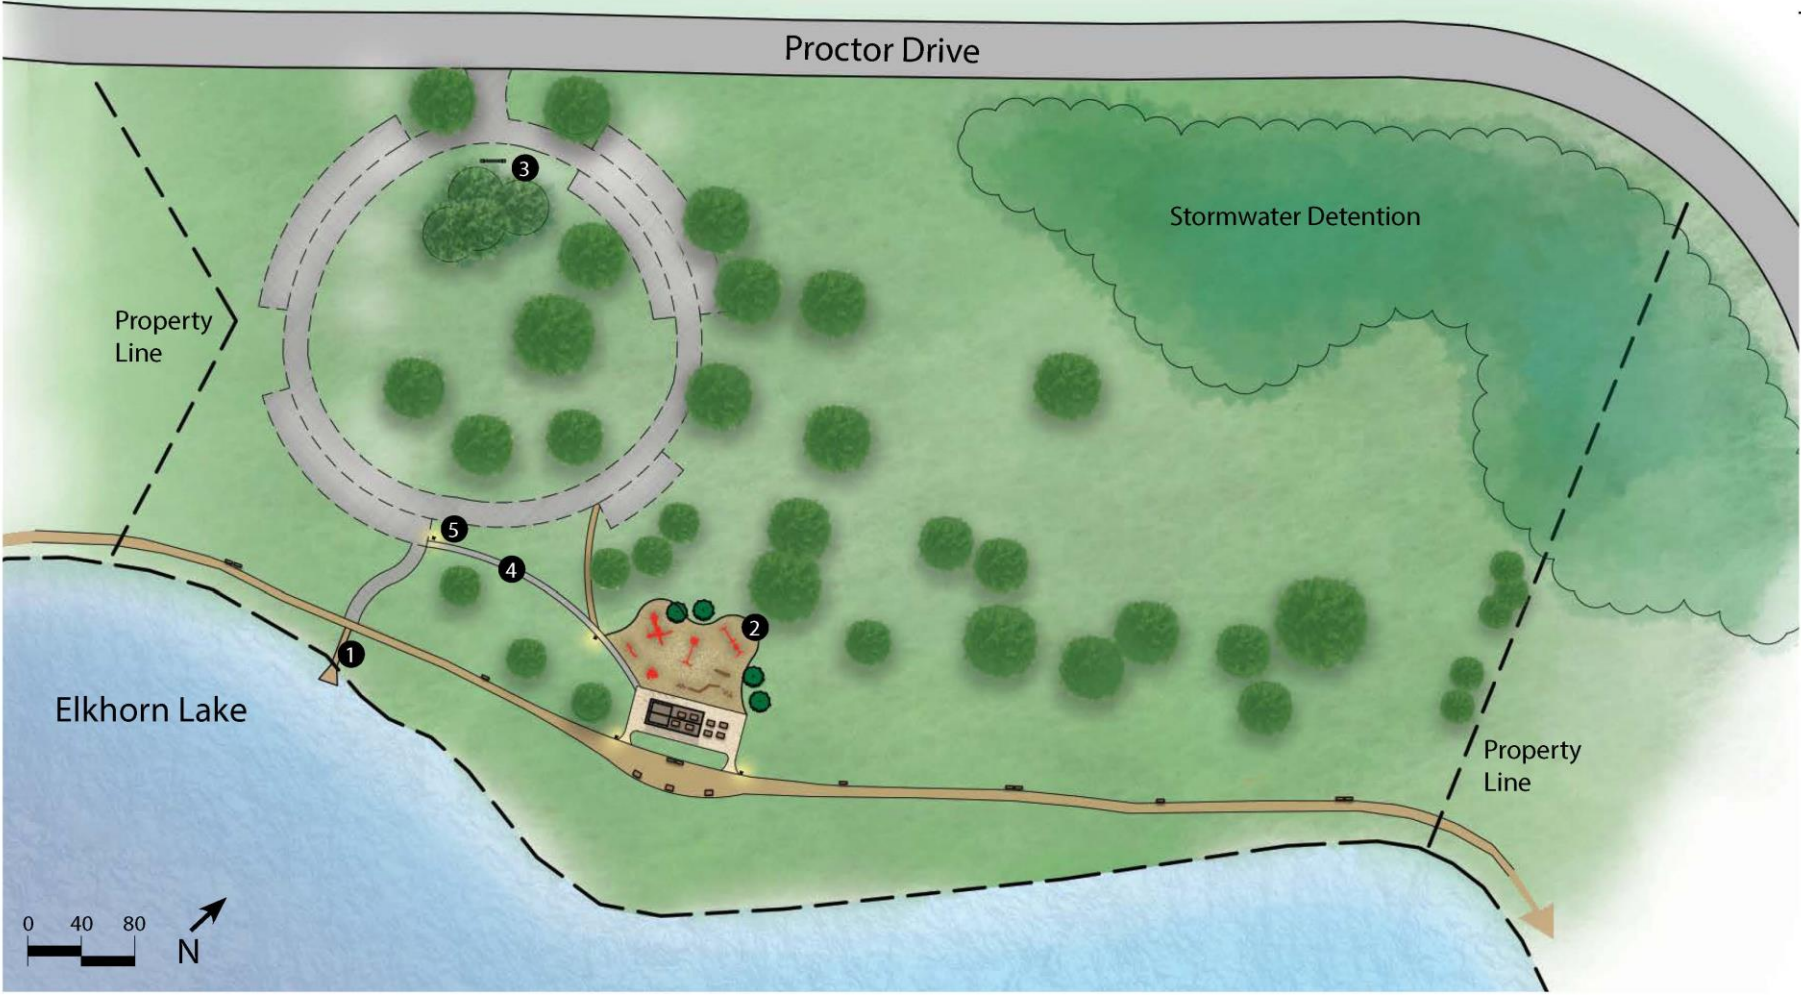 Proctor Drive
3
Stormwater Detention
Property
Line
5
4
2
1
Elkhorn Lake
Property
Line
0 40 80
N